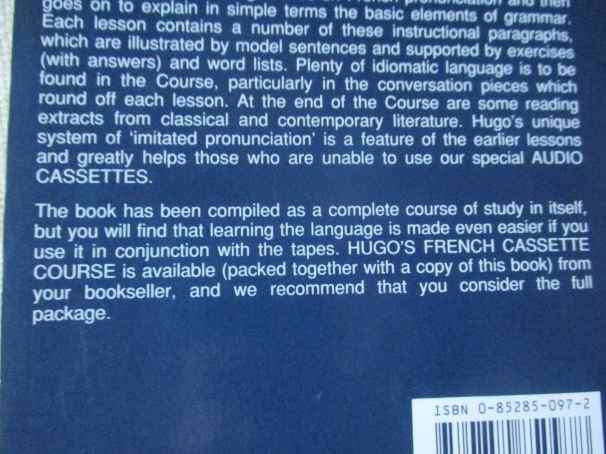 French pronunciation and then
goes on to explain in simple terms the basic elements of grammar.
Each lesson contains a number of these instructional paragraphs,
which are illustrated by model sentences and supported by exercises
(with answers) and word lists. Plenty of idiomatic language is to be
found in the Course, particularly in the conversation pieces which
round off each lesson. At the end of the Course are some reading
extracts from classical and contemporary literature. Hugo's unique
system of 'imitated pronunciation' is a feature of the earlier lessons
and greatly helps those who are unable to use our special AUDIO
CASSETTES.
The book has been compiled as a complete course of study in itself,
but you will find that learning the language is made even easier if you
use it in conjunction with the tapes. HUGO'S FRENCH CASSETTE
COURSE is available (packed together with a copy of this book) from
your bookseller, and we recommend that you consider the full
package.
ISBN 0-85285-097-2